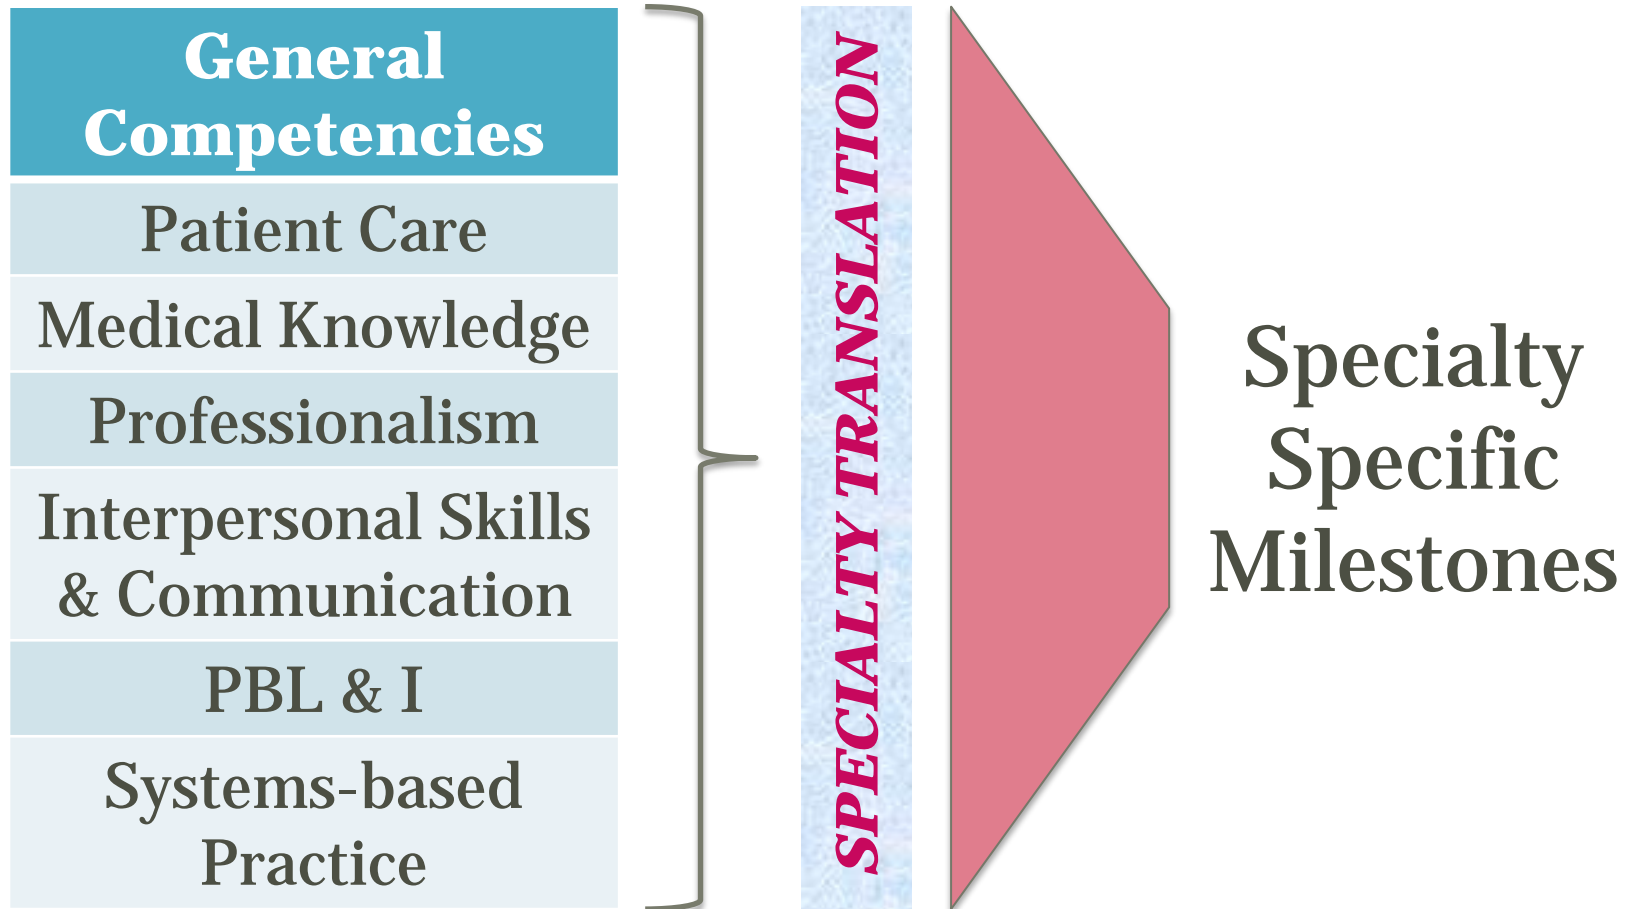 General
Competencies
Patient Care
Medical Knowledge
Professionalism
Interpersonal Skills
& Communication
PBL & I
Systems-based
Practice
SPECIALTY TRANSLATION
Specialty
Specific
Milestones